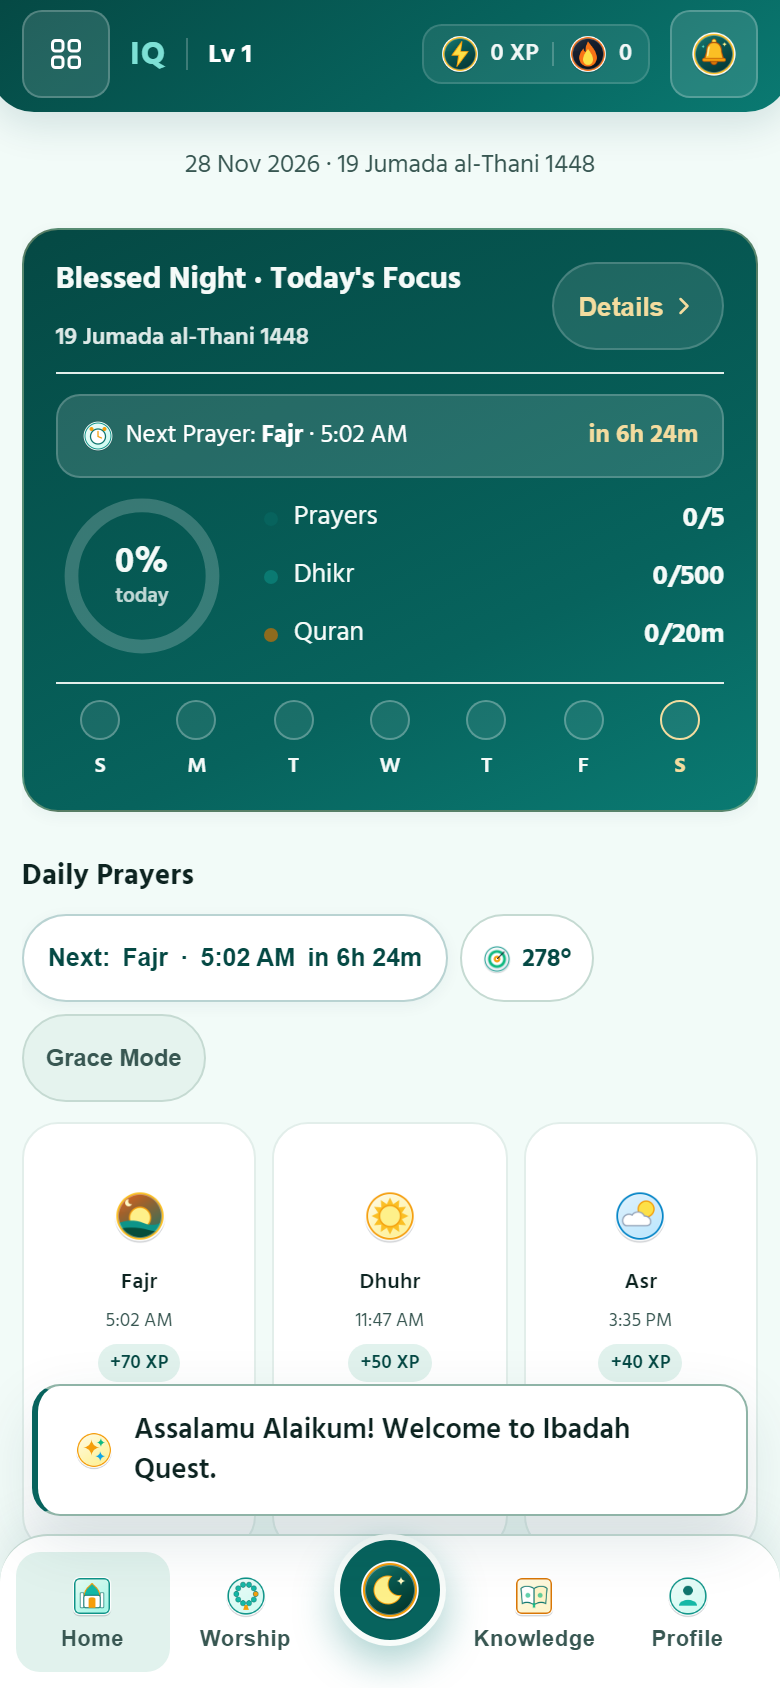 IQ Lv 1 0 XP 0
28 Nov 2026 · 19 Jumada al-Thani 1448
Blessed Night · Today's Focus
Details
19 Jumada al-Thani 1448
Next Prayer: Fajr · 5:02 AM in 6h 24m
0%
today
Prayers 0/5
Dhikr 0/500
Quran 0/20m
S M T W T F S
Daily Prayers
Next: Fajr · 5:02 AM in 6h 24m 278°
Grace Mode
Fajr Dhuhr Asr
5:02 AM 11:47 AM 3:35 PM
+70 XP +50 XP +40 XP
Assalamu Alaikum! Welcome to Ibadah
Quest.
Home Worship Knowledge Profile